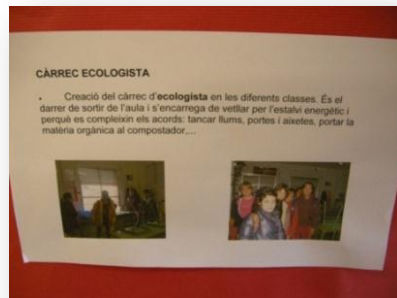 CÀRREC ECOLOGISTA
. Creació del càrrec d'ecologista en les diferents classes. És el
darrer de sortir de l'aula i s'encarrega de vetllar per l'estalvi energètic i
perquè es compleixin els acords: tancar llums, portes i aixetes, portar la
matèria orgànica al compostador,...